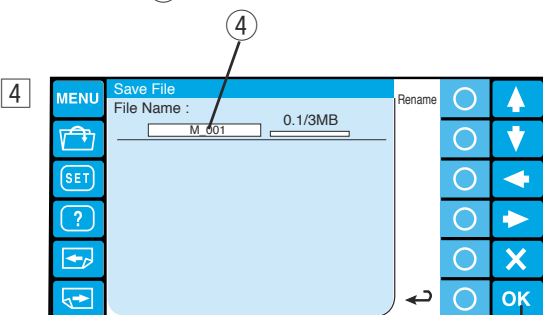 ④
4
MENU
Save File
Rename
File Name :
0.1/3MB
M_001
SET
?
OK